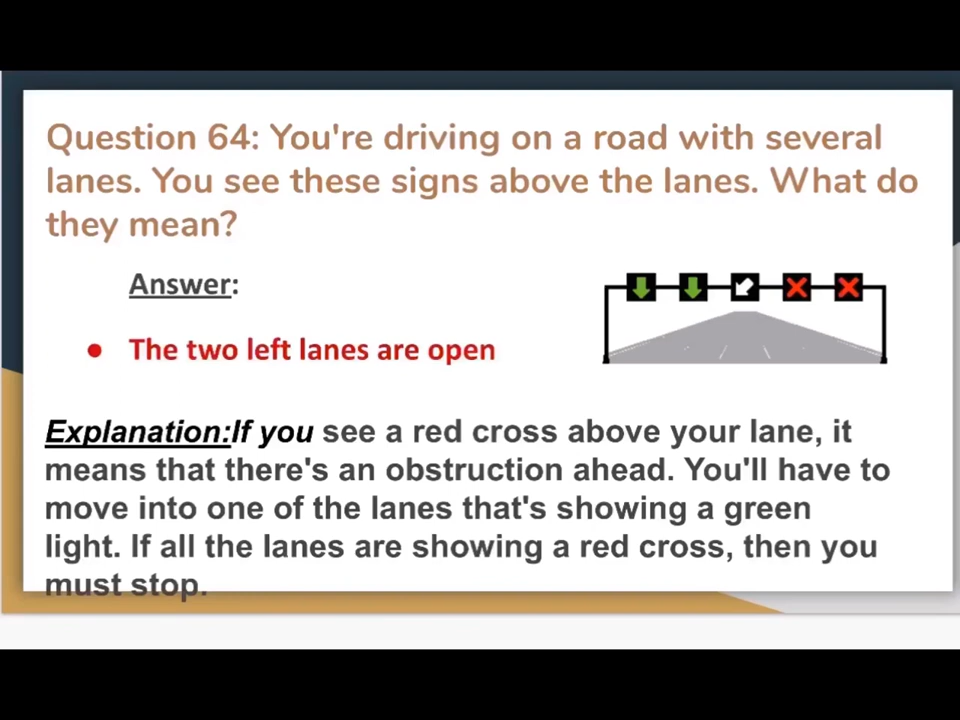 Question 64: You're driving on a road with several
lanes. You see these signs above the lanes. What do
they mean?
Answer:
● The two left lanes are open
Explanation:If you see a red cross above your lane, it
means that there's an obstruction ahead. You'll have to
move into one of the lanes that's showing a green
light. If all the lanes are showing a red cross, then you
must stop.